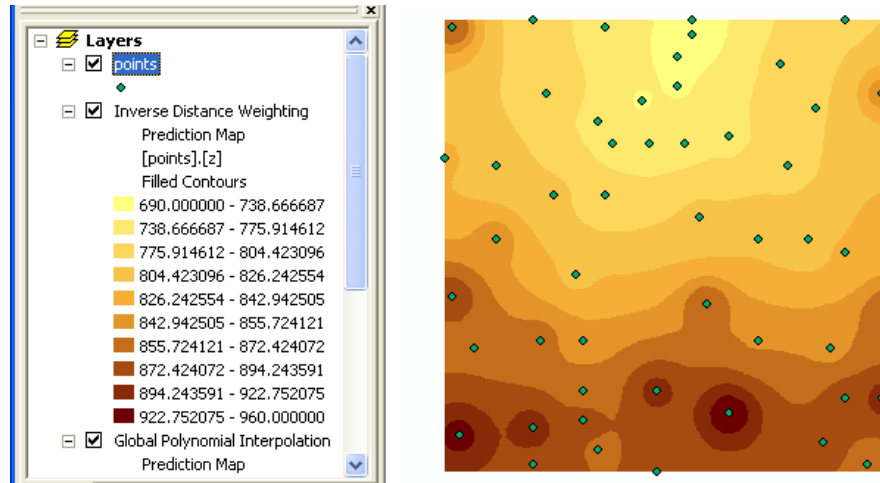 Layers
points
Inverse Distance Weighting
Prediction Map
[points].[z]
Filled Contours
690.000000 - 738.666687
738.666687 - 775.914612
775.914612 - 804.423096
804.423096 - 826.242554
826.242554 - 842.942505
842.942505 - 855.724121
855.724121 - 872.424072
872.424072 - 894.243591
894.243591 - 922.752075
922.752075 - 960.000000
Global Polynomial Interpolation
Prediction Map